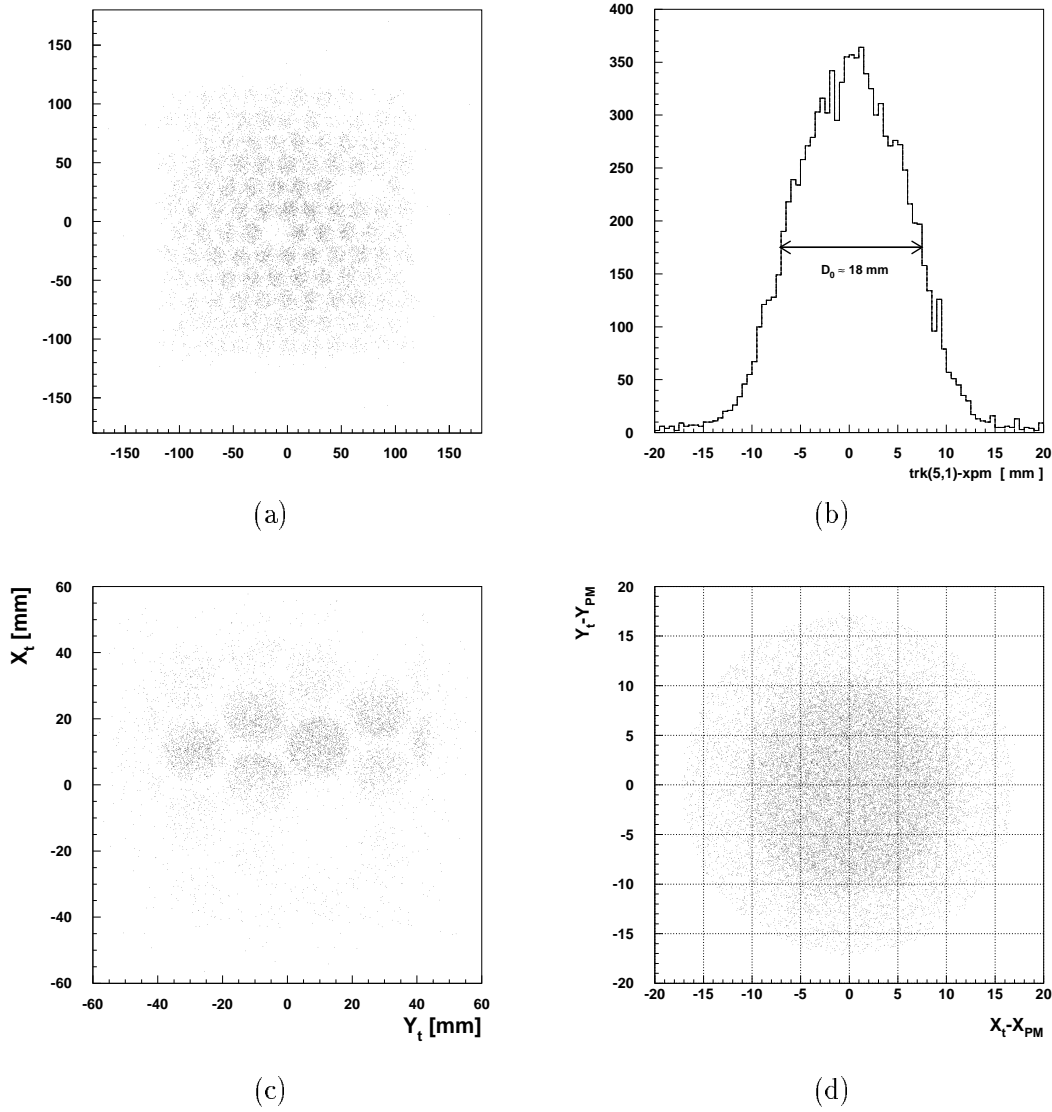 150
100
50
0
-50
-100
-150
-150 -100 -50 0 50 100 150
(a)
400
350
300
250
200
150
100
50
0
D0 ≈ 18 mm
-20 -15 -10 -5 0 5 10 15 20
trk(5,1)-xpm [ mm ]
(b)
Xt [mm]
60
40
20
0
-20
-40
-60
-60 -40 -20 0 20 40 60
Yt [mm]
(c)
Yt-YPM
20
15
10
5
0
-5
-10
-15
-20
-20 -15 -10 -5 0 5 10 15 20
Xt-XPM
(d)